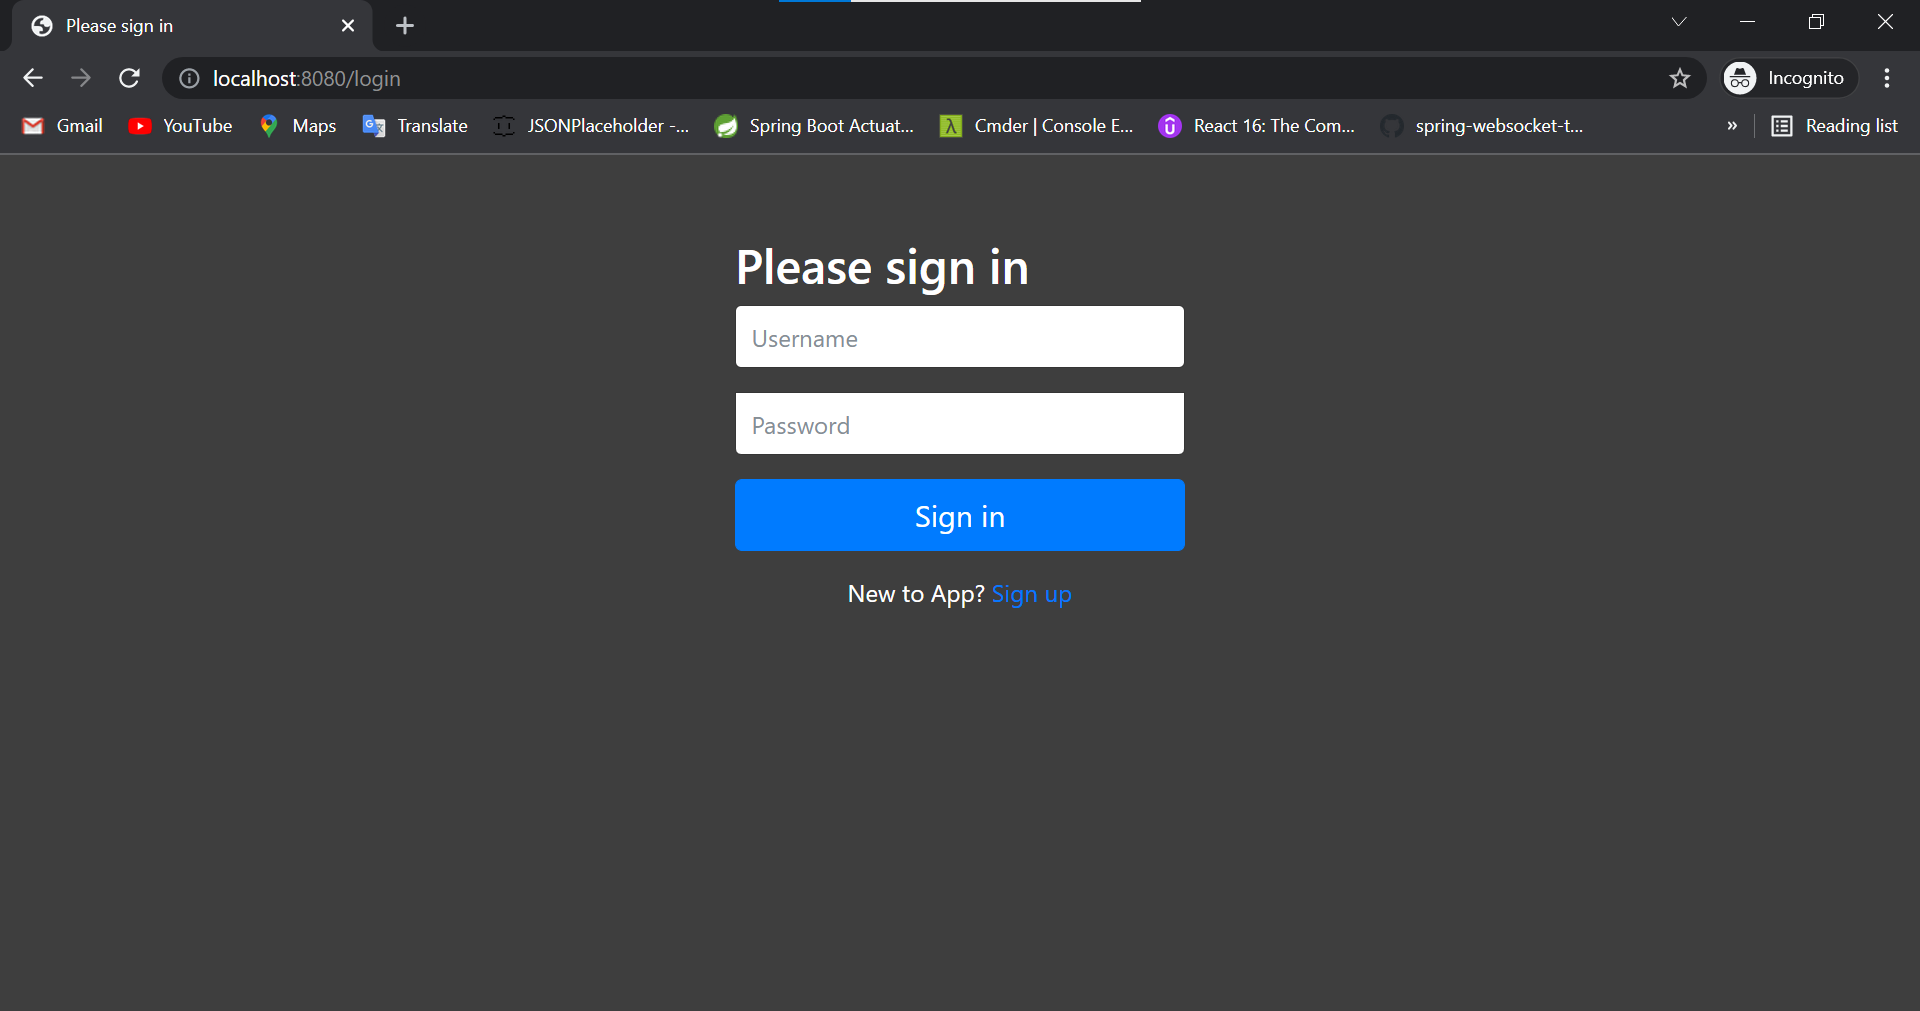 Please sign in
localhost:8080/login
Incognito
Gmail
YouTube
Maps
Translate
JSONPlaceholder -...
Spring Boot Actuat...
Cmder | Console E...
React 16: The Com...
spring-websocket-t...
»
Reading list
Please sign in
Username
Password
Sign in
New to App? Sign up